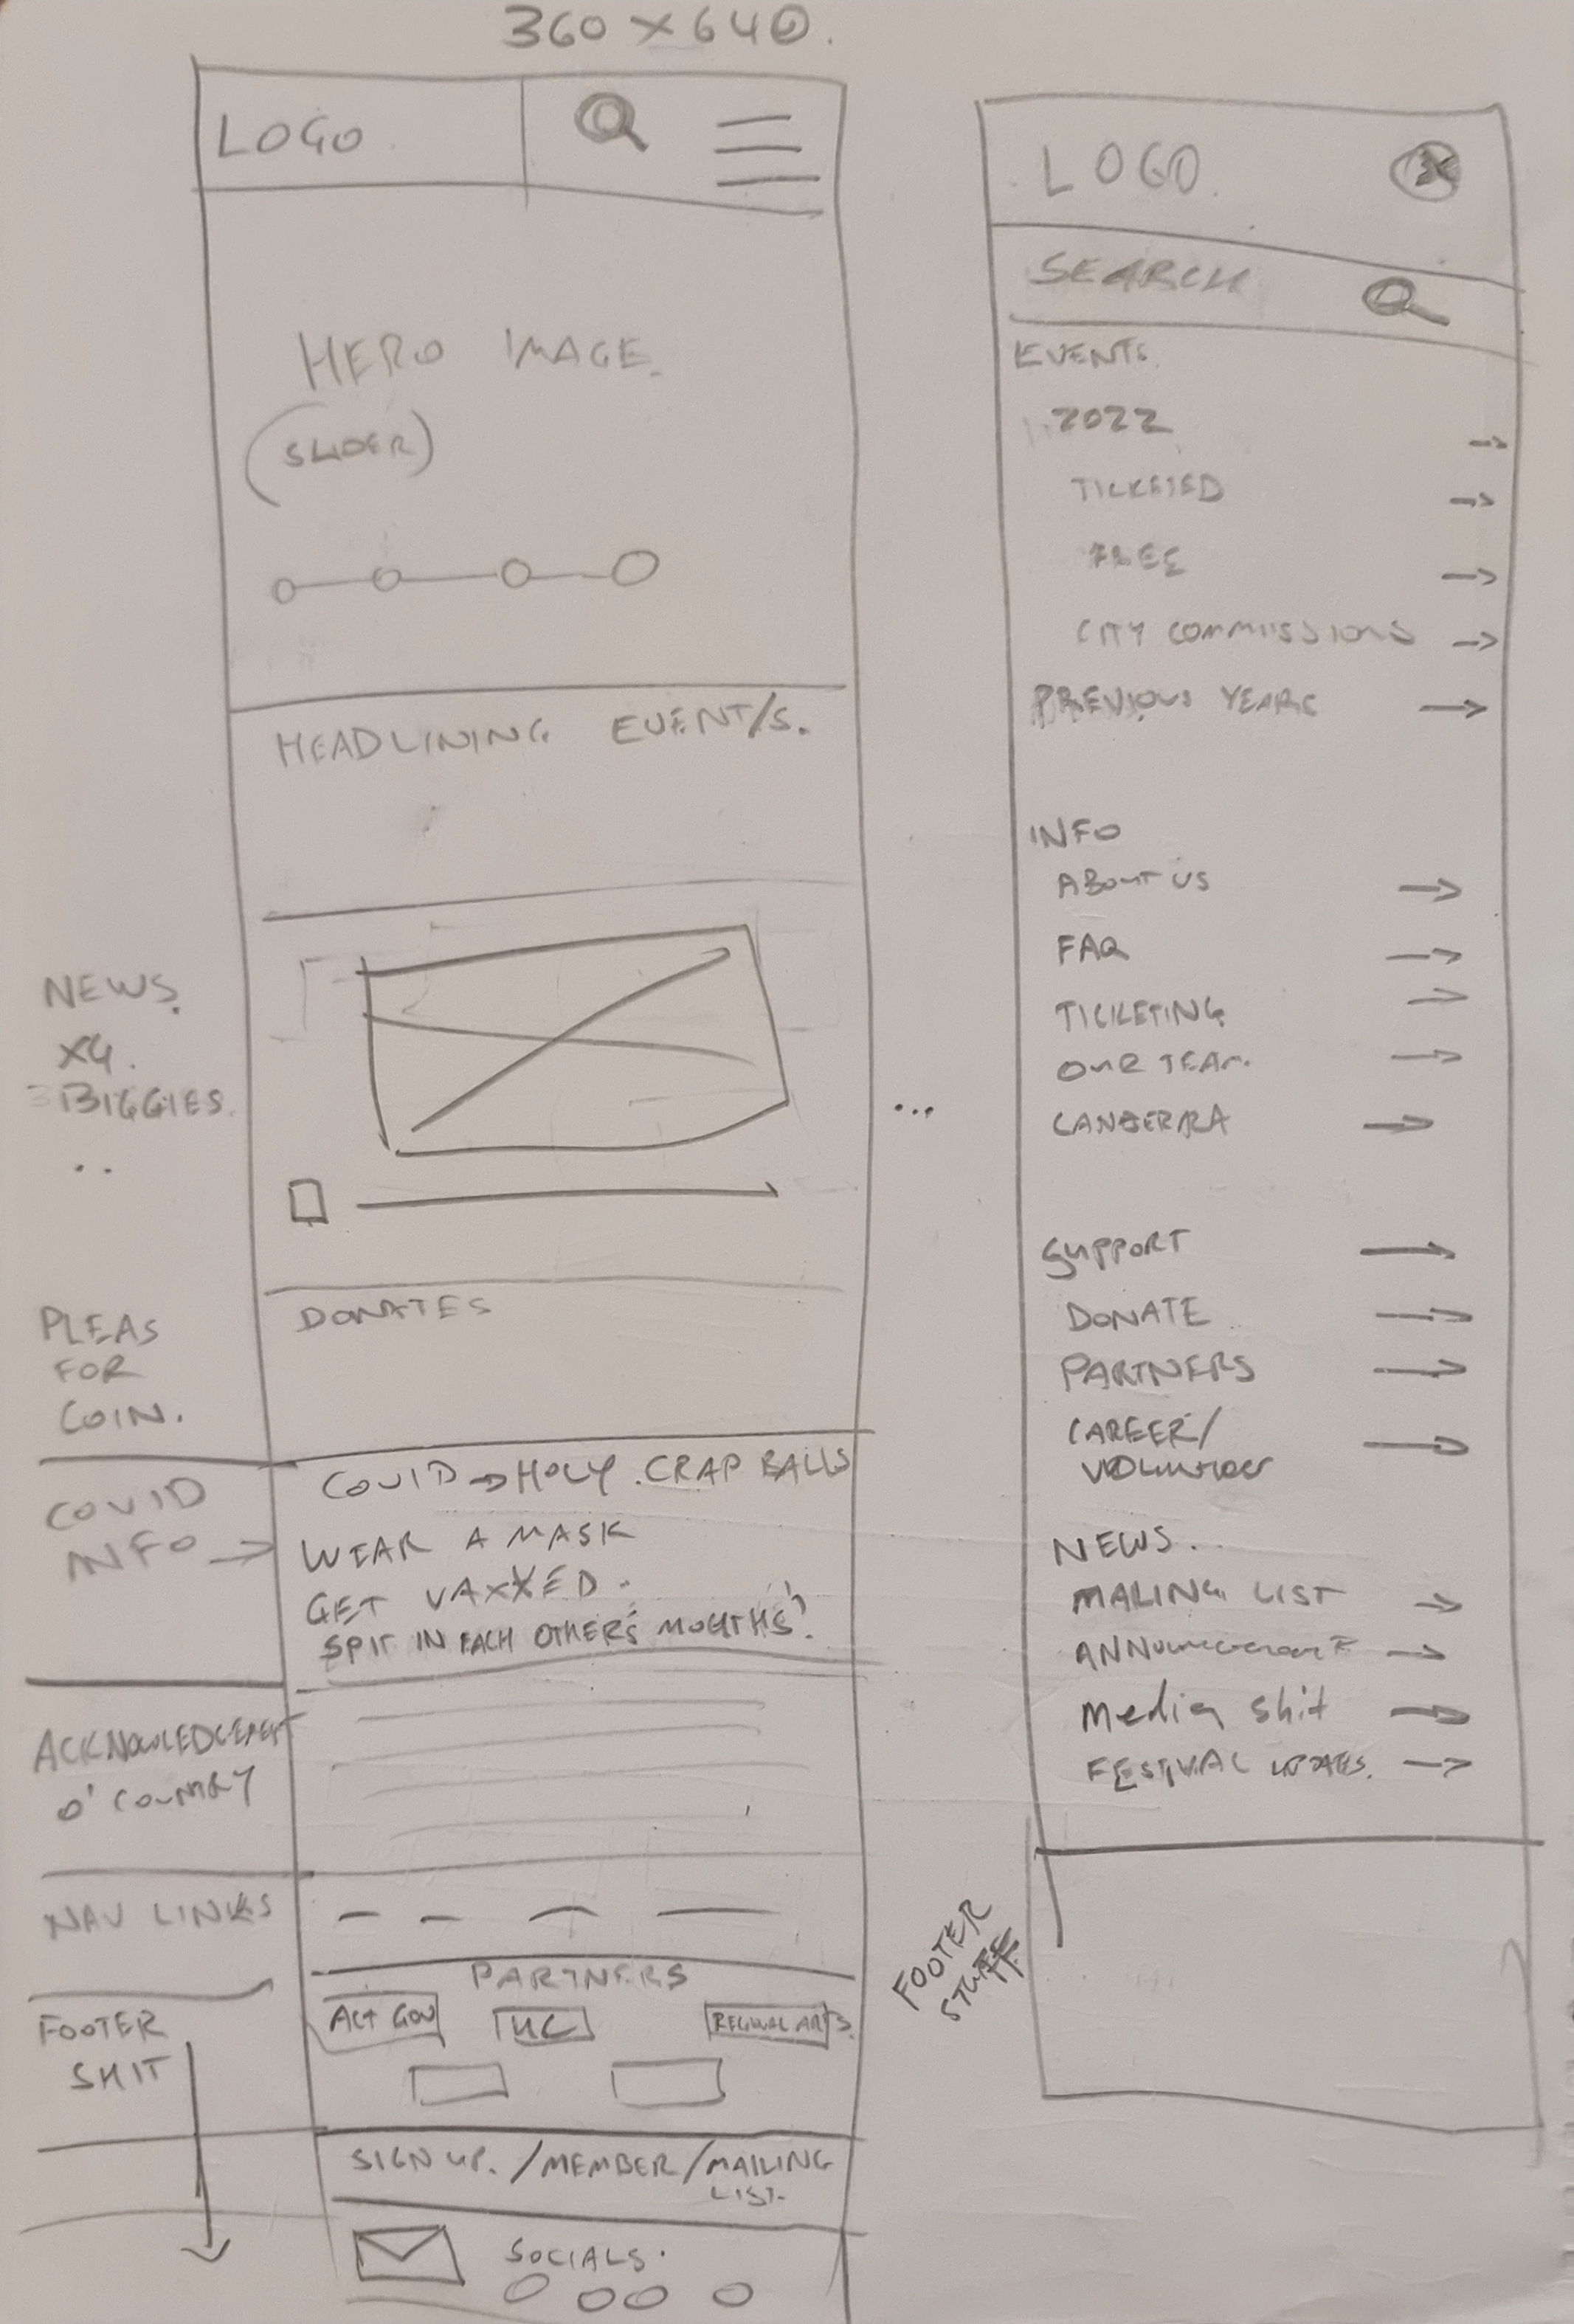 360 × 640.
LOGO
HERO IMAGE.
(SLIDER)
HEADLINING EVENT/S.
NEWS.
X4.
BIGGIES.
..
...
PLEAS
FOR
COIN.
DONATES
COVID
INFO →
COVID → HOLY. CRAP BALLS
WEAR A MASK
GET VAXXED.
SPIT IN EACH OTHER'S MOUTHS?
ACKNOWLEDGEMENT
O' COUNTRY
NAV LINKS
FOOTER
SHIT
PARTNERS
ACT GOV
UC
REGIONAL ARTS.
SIGN UP. / MEMBER / MAILING
LIST.
SOCIALS.
LOGO.
X
SEARCH
EVENTS.
2022 →
TICKETED →
FREE →
CITY COMMISSIONS →
PREVIOUS YEARS →
INFO
ABOUT US →
FAQ →
TICKETING →
OUR TEAM. →
CANBERRA →
SUPPORT →
DONATE →
PARTNERS →
CAREER/ →
VOLUNTEER
NEWS..
MAILING LIST →
ANNOUNCEMENTS →
Media shit →
FESTIVAL UPDATES. →
FOOTER
STUFF